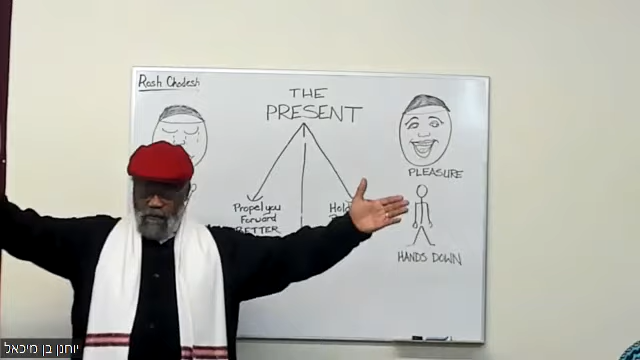 Rosh Chodesh
THE
PRESENT
PLEASURE
Propel you
Forward
BETTER
HANDS DOWN
יוחנן בן מיכאל